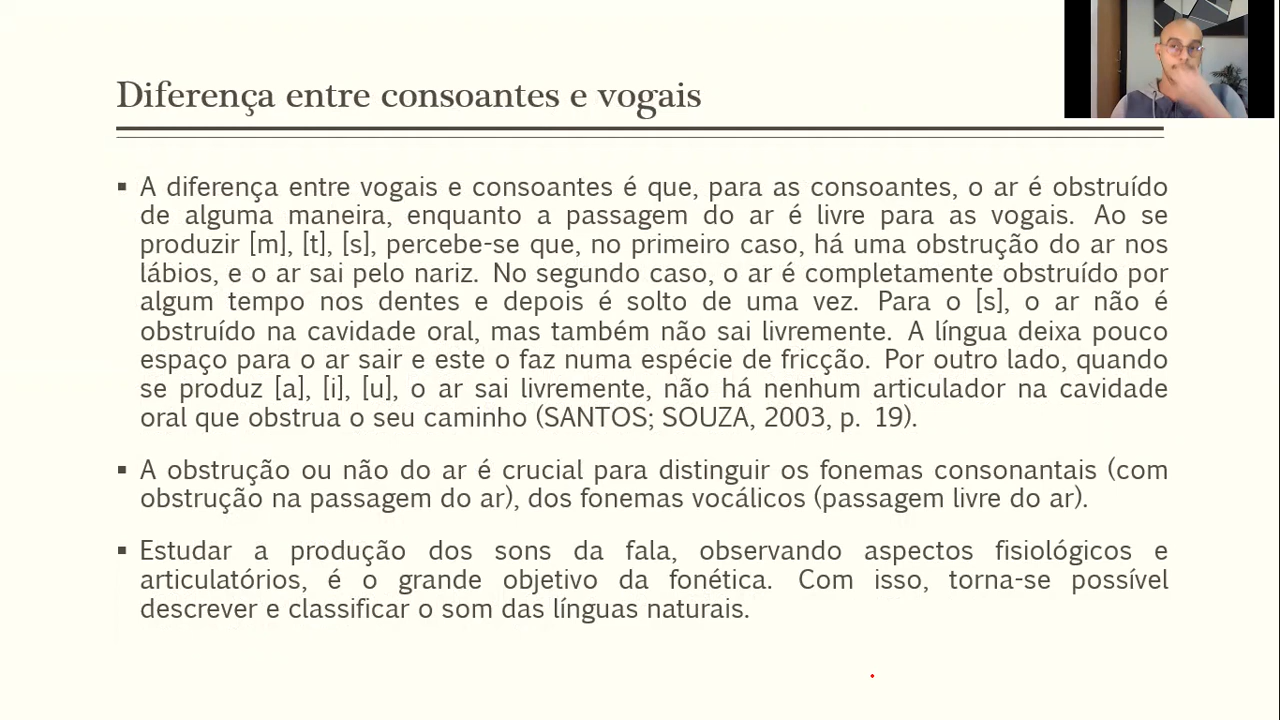 Diferença entre consoantes e vogais
▪ A diferença entre vogais e consoantes é que, para as consoantes, o ar é obstruído
de alguma maneira, enquanto a passagem do ar é livre para as vogais. Ao se
produzir [m], [t], [s], percebe-se que, no primeiro caso, há uma obstrução do ar nos
lábios, e o ar sai pelo nariz. No segundo caso, o ar é completamente obstruído por
algum tempo nos dentes e depois é solto de uma vez. Para o [s], o ar não é
obstruído na cavidade oral, mas também não sai livremente. A língua deixa pouco
espaço para o ar sair e este o faz numa espécie de fricção. Por outro lado, quando
se produz [a], [i], [u], o ar sai livremente, não há nenhum articulador na cavidade
oral que obstrua o seu caminho (SANTOS; SOUZA, 2003, p. 19).
▪ A obstrução ou não do ar é crucial para distinguir os fonemas consonantais (com
obstrução na passagem do ar), dos fonemas vocálicos (passagem livre do ar).
▪ Estudar a produção dos sons da fala, observando aspectos fisiológicos e
articulatórios, é o grande objetivo da fonética. Com isso, torna-se possível
descrever e classificar o som das línguas naturais.